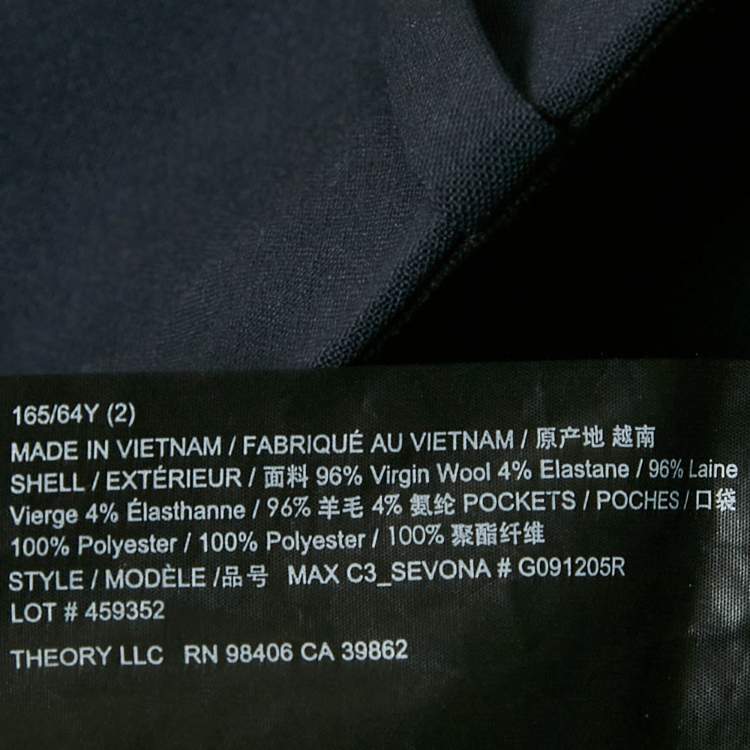 165/64Y (2)
MADE IN VIETNAM / FABRIQUÉ AU VIETNAM / 原产地 越南
SHELL / EXTÉRIEUR / 面料 96% Virgin Wool 4% Elastane / 96% Laine
Vierge 4% Élasthanne / 96% 羊毛 4% 氨纶 POCKETS / POCHES / 口袋
100% Polyester / 100% Polyester / 100% 聚酯纤维
STYLE / MODÈLE /品号 MAX C3_SEVONA # G091205R
LOT # 459352
THEORY LLC RN 98406 CA 39862